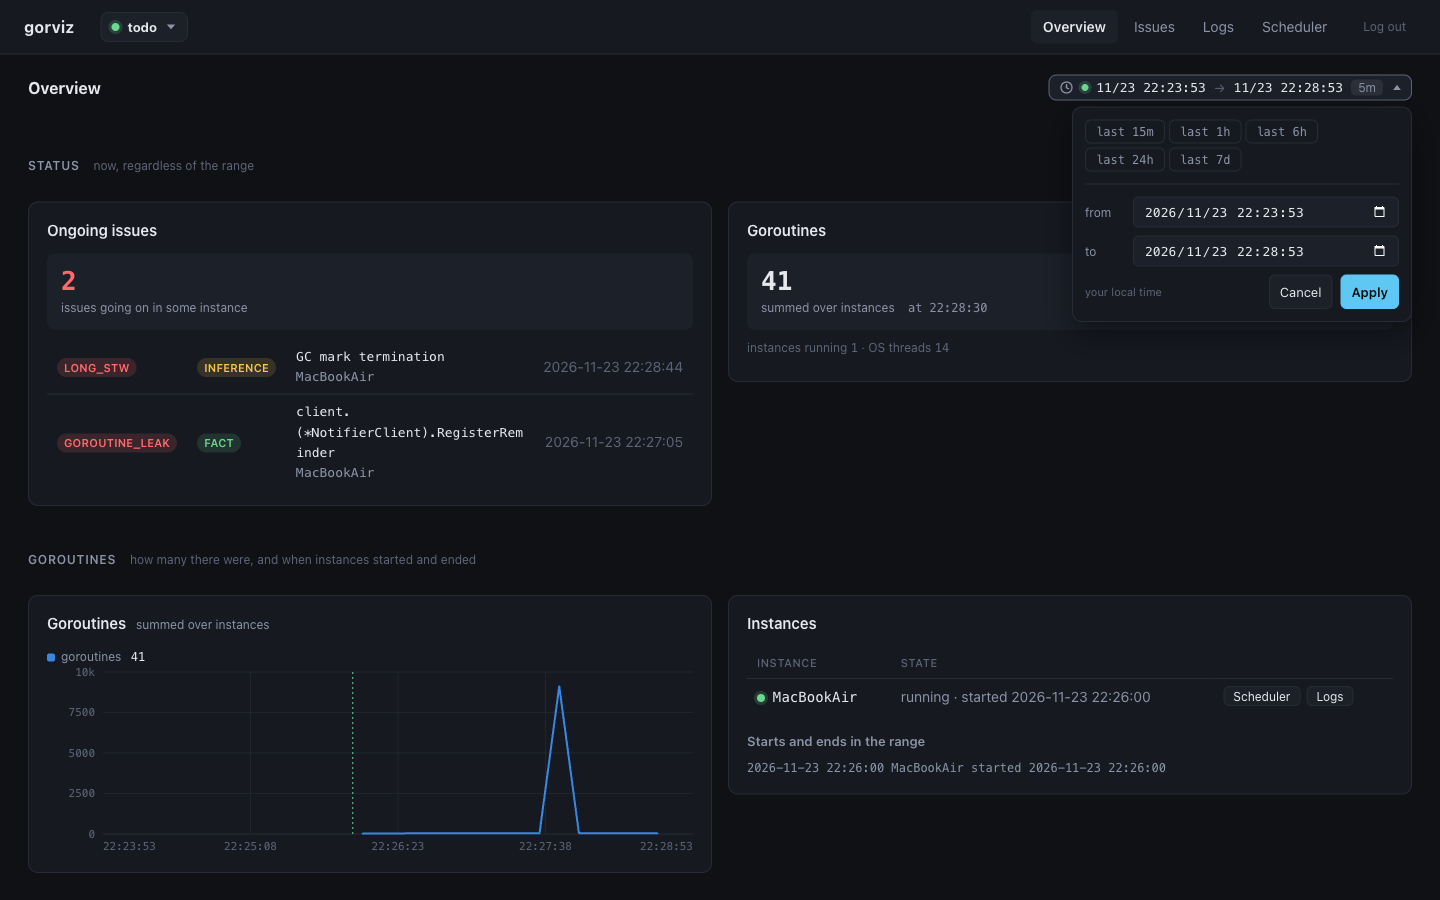 gorviz
todo
Overview
Issues
Logs
Scheduler
Log out
Overview
11/23 22:23:53 → 11/23 22:28:53 5m
last 15m
last 1h
last 6h
last 24h
last 7d
from 2026/11/23 22:23:53
to 2026/11/23 22:28:53
your local time
Cancel
Apply
STATUS now, regardless of the range
Ongoing issues
2
issues going on in some instance
LONG_STW INFERENCE GC mark termination 2026-11-23 22:28:44
MacBookAir
GOROUTINE_LEAK FACT client.
(*NotifierClient).RegisterRem
inder
2026-11-23 22:27:05
MacBookAir
Goroutines
41
summed over instances at 22:28:30
instances running 1 · OS threads 14
GOROUTINES how many there were, and when instances started and ended
Goroutines summed over instances
goroutines 41
10k
7500
5000
2500
0
22:23:53 22:25:08 22:26:23 22:27:38 22:28:53
Instances
INSTANCE STATE
MacBookAir running · started 2026-11-23 22:26:00 Scheduler Logs
Starts and ends in the range
2026-11-23 22:26:00 MacBookAir started 2026-11-23 22:26:00